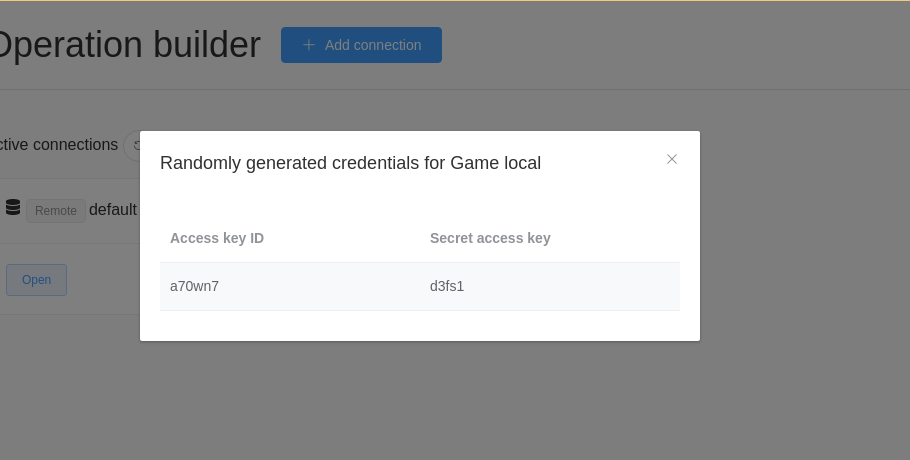 Operation builder
Add connection
ctive connections
Randomly generated credentials for Game local
Remote default
Access key ID Secret access key
Open
a70wn7 d3fs1